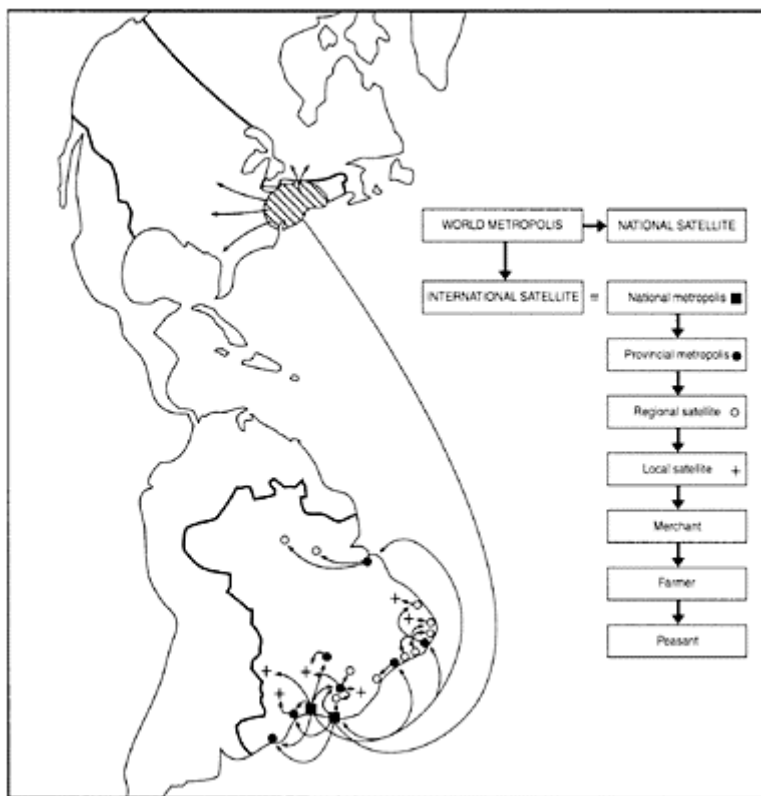 WORLD METROPOLIS
NATIONAL SATELLITE
INTERNATIONAL SATELLITE
=
National metropolis
Provincial metropolis
Regional satellite
Local satellite
Merchant
Farmer
Peasant